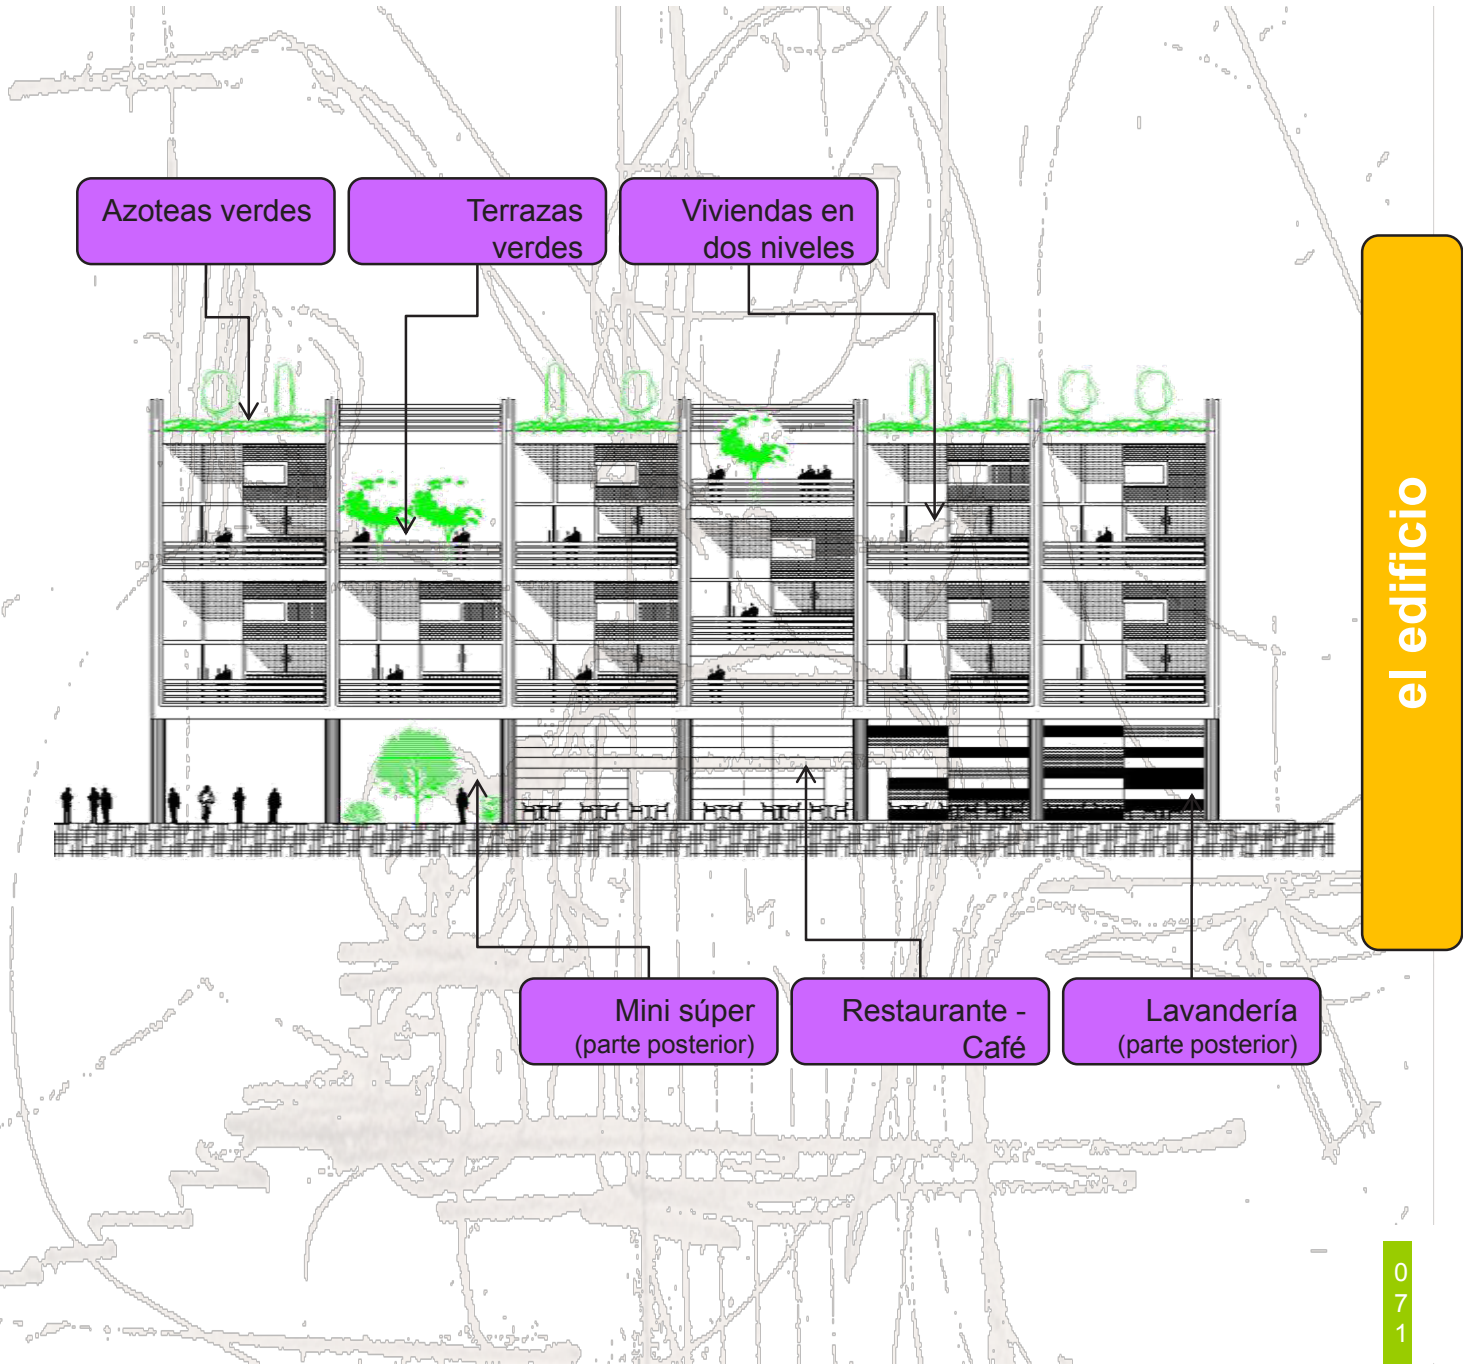 Azoteas verdes
Terrazas
verdes
Viviendas en
dos niveles
el edificio
Mini súper
(parte posterior)
Restaurante -
Café
Lavandería
(parte posterior)
0
7
1